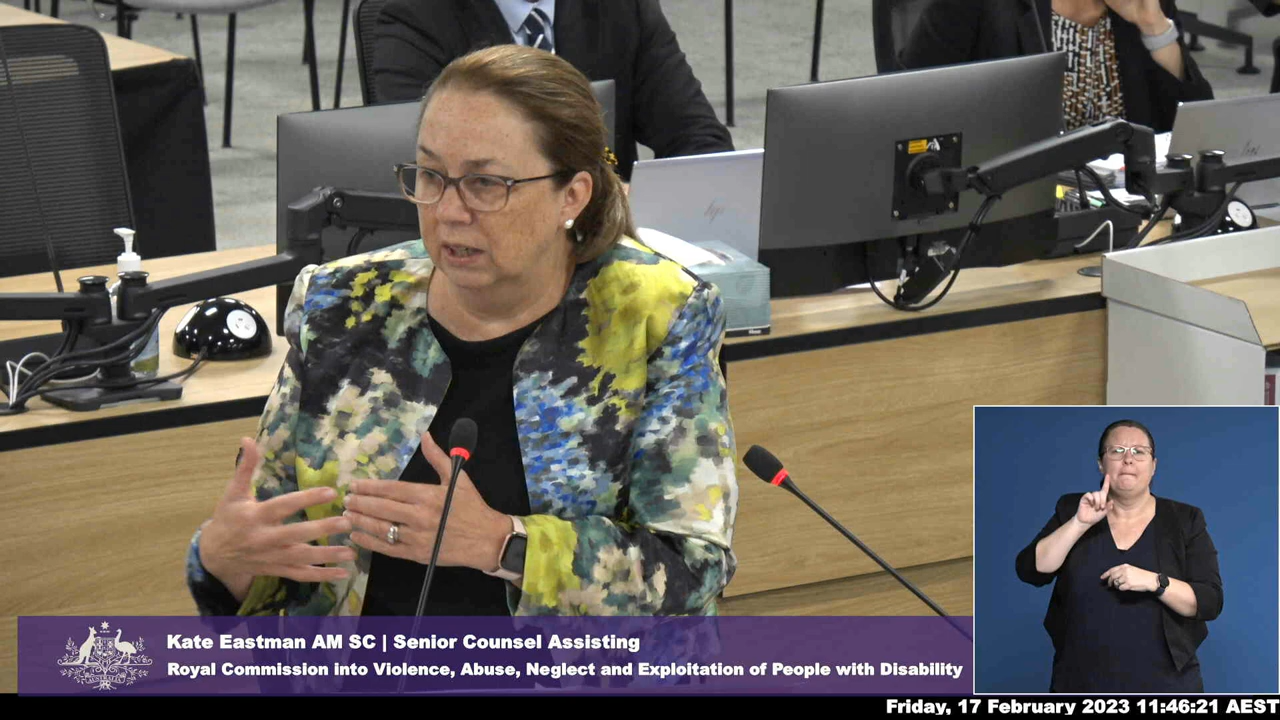 Kate Eastman AM SC | Senior Counsel Assisting
Royal Commission into Violence, Abuse, Neglect and Exploitation of People with Disability
Friday, 17 February 2023 11:46:21 AEST